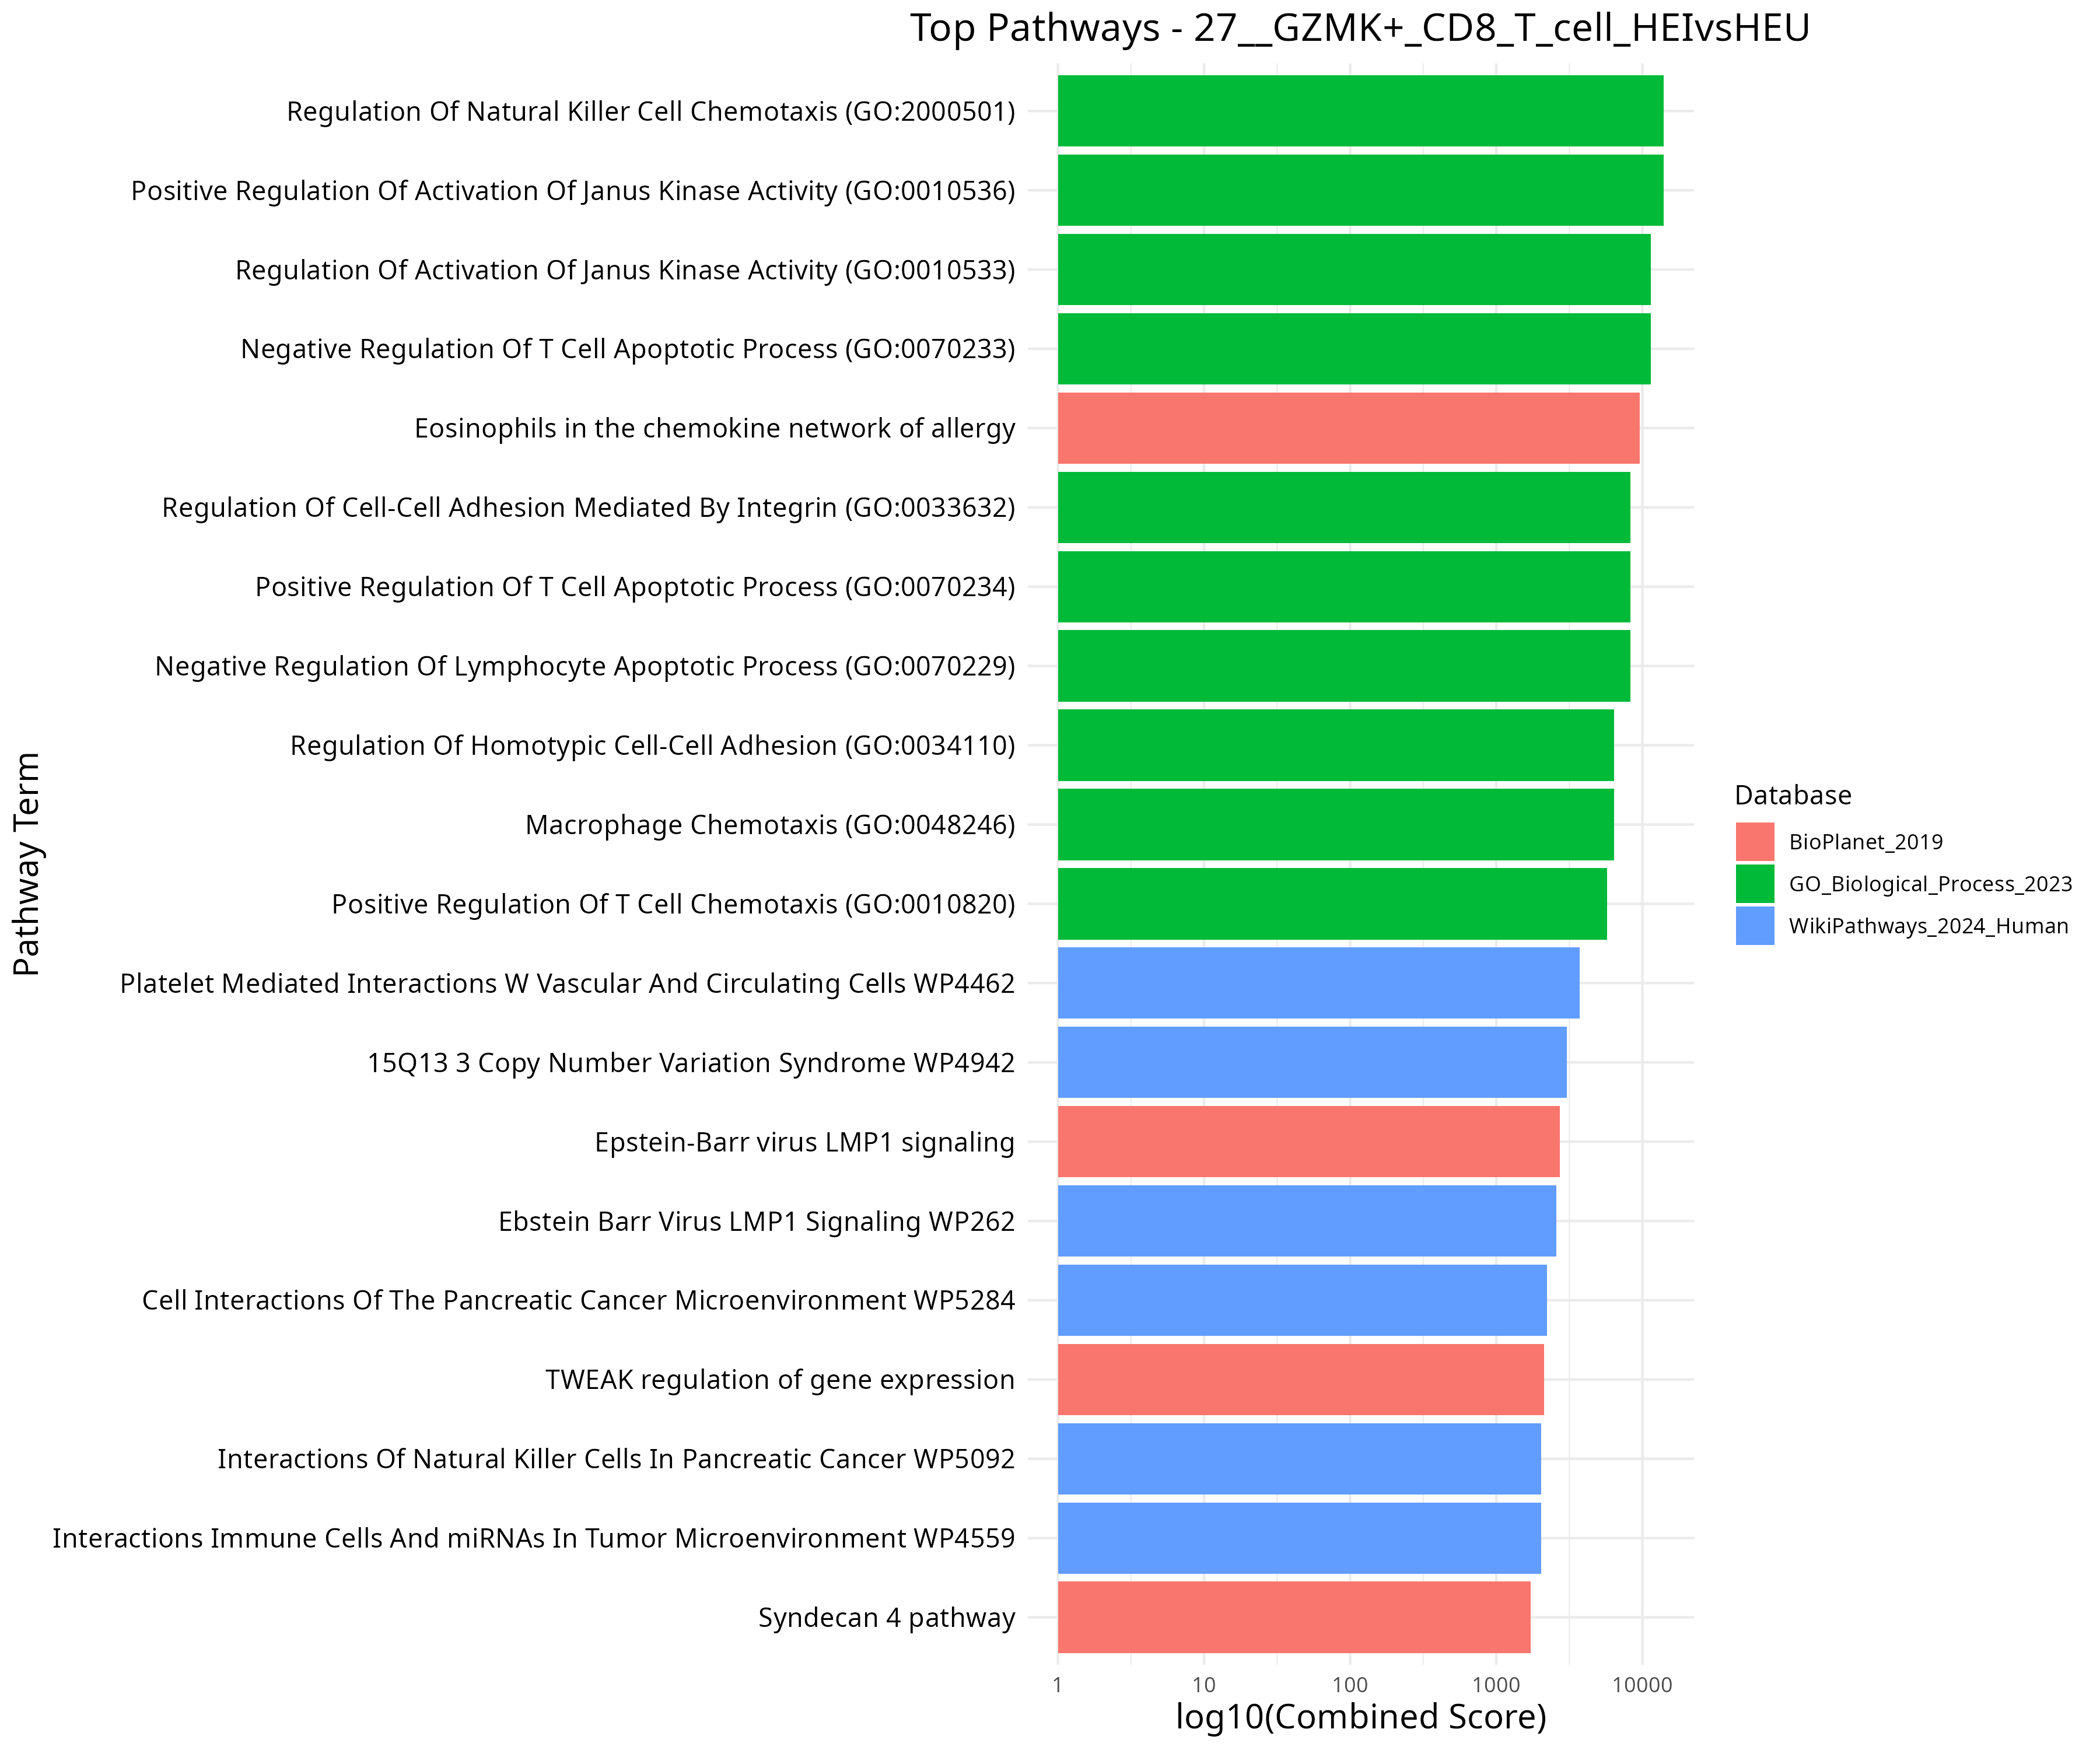 Top Pathways - 27__GZMK+_CD8_T_cell_HEIvsHEU
Pathway Term
Regulation Of Natural Killer Cell Chemotaxis (GO:2000501)
Positive Regulation Of Activation Of Janus Kinase Activity (GO:0010536)
Regulation Of Activation Of Janus Kinase Activity (GO:0010533)
Negative Regulation Of T Cell Apoptotic Process (GO:0070233)
Eosinophils in the chemokine network of allergy
Regulation Of Cell-Cell Adhesion Mediated By Integrin (GO:0033632)
Positive Regulation Of T Cell Apoptotic Process (GO:0070234)
Negative Regulation Of Lymphocyte Apoptotic Process (GO:0070229)
Regulation Of Homotypic Cell-Cell Adhesion (GO:0034110)
Macrophage Chemotaxis (GO:0048246)
Positive Regulation Of T Cell Chemotaxis (GO:0010820)
Platelet Mediated Interactions W Vascular And Circulating Cells WP4462
15Q13 3 Copy Number Variation Syndrome WP4942
Epstein-Barr virus LMP1 signaling
Ebstein Barr Virus LMP1 Signaling WP262
Cell Interactions Of The Pancreatic Cancer Microenvironment WP5284
TWEAK regulation of gene expression
Interactions Of Natural Killer Cells In Pancreatic Cancer WP5092
Interactions Immune Cells And miRNAs In Tumor Microenvironment WP4559
Syndecan 4 pathway
1 10 100 1000 10000
log10(Combined Score)
Database
BioPlanet_2019
GO_Biological_Process_2023
WikiPathways_2024_Human